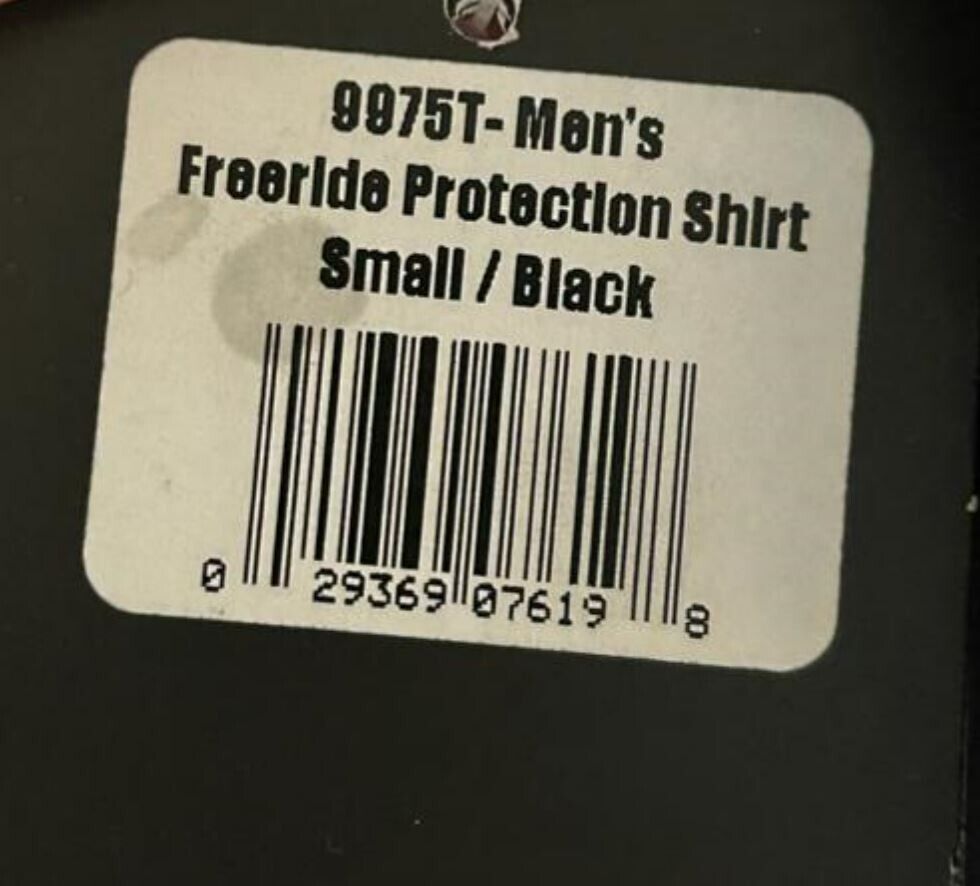 9975T- Men's
Freeride Protection Shirt
Small / Black
0 29369 07619 8